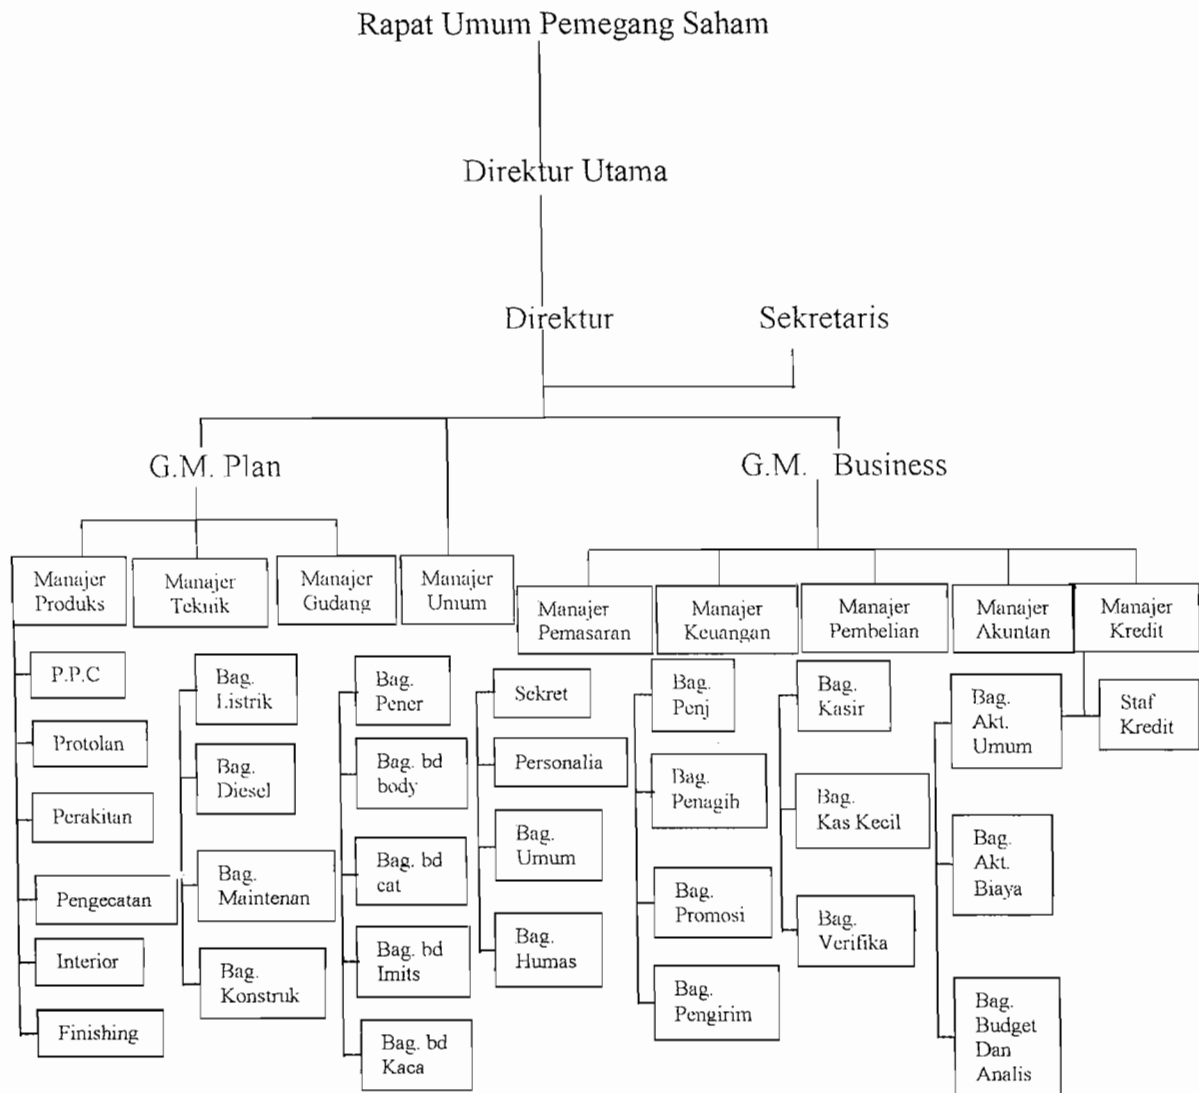 Rapat Umum Pemegang Saham
Direktur Utama
Direktur
Sekretaris
G.M. Plan
G.M. Business
Manajer
Produks
Manajer
Teknik
Manajer
Gudang
Manajer
Umum
Manajer
Pemasaran
Manajer
Keuangan
Manajer
Pembelian
Manajer
Akuntan
Manajer
Kredit
P.P.C
Protolan
Perakitan
Pengecatan
Interior
Finishing
Bag.
Listrik
Bag.
Diesel
Bag.
Maintenan
Bag.
Konstruk
Bag.
Pener
Bag. bd
body
Bag. bd
cat
Bag. bd
Imits
Bag. bd
Kaca
Sekret
Personalia
Bag.
Umum
Bag.
Humas
Bag.
Penj
Bag.
Penagih
Bag.
Promosi
Bag.
Pengirim
Bag.
Kasir
Bag.
Kas Kecil
Bag.
Verifika
Bag.
Akt.
Umum
Bag.
Akt.
Biaya
Bag.
Budget
Dan
Analis
Staf
Kredit